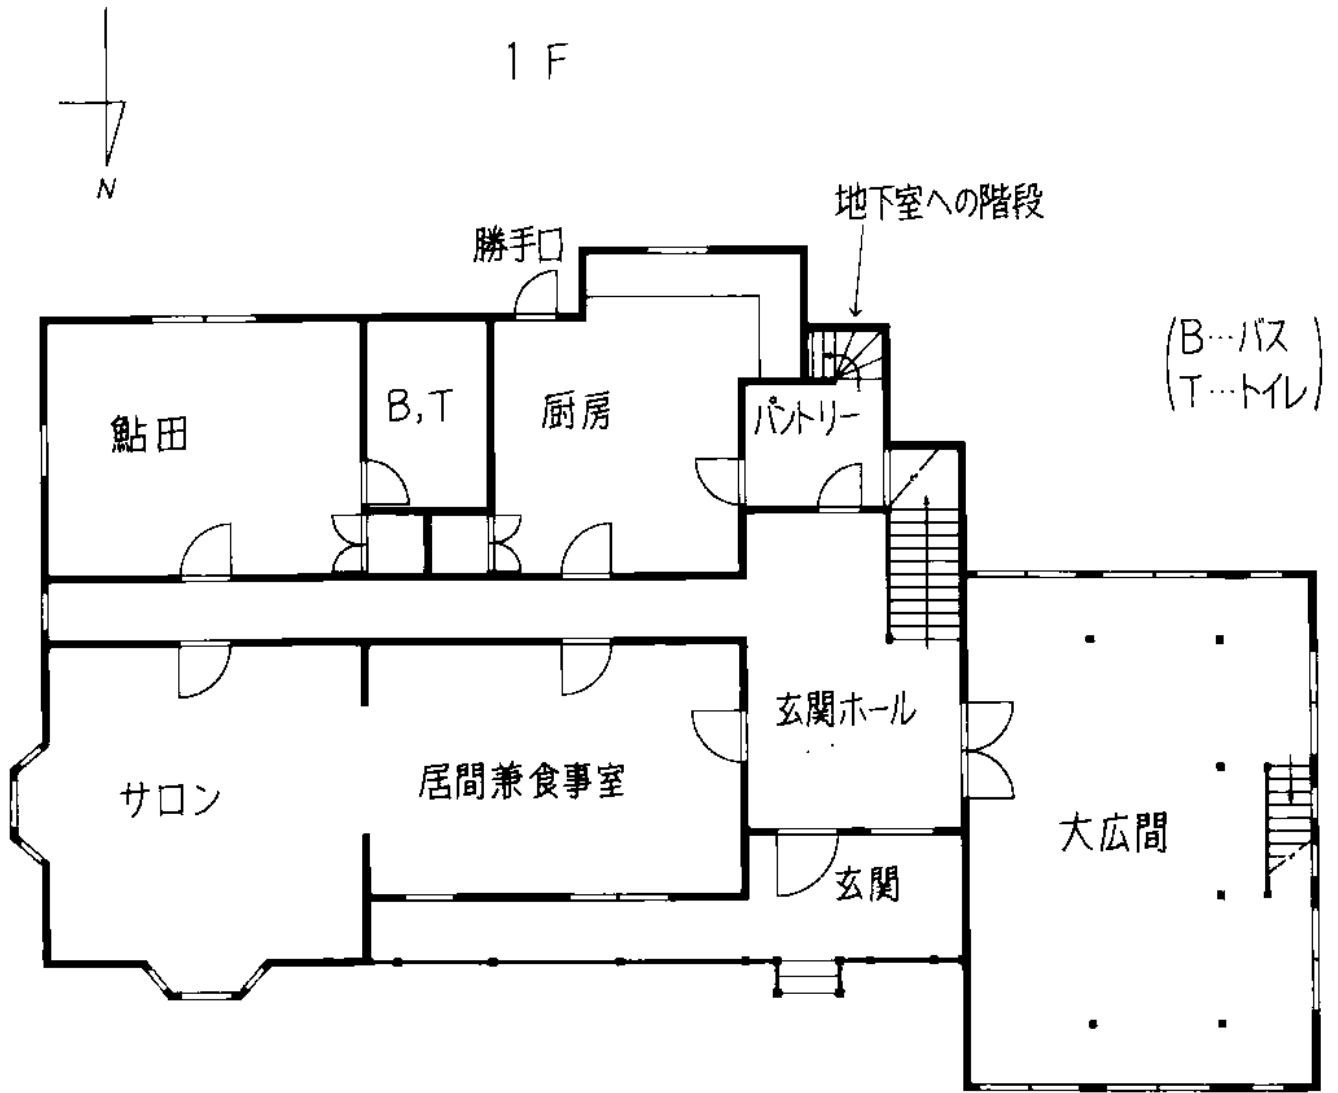 1F
N
地下室への階段
勝手口
(B…バス
T…トイレ)
鮎田
B,T
厨房
パントリー
玄関ホール
サロン
居間兼食事室
大広間
玄関